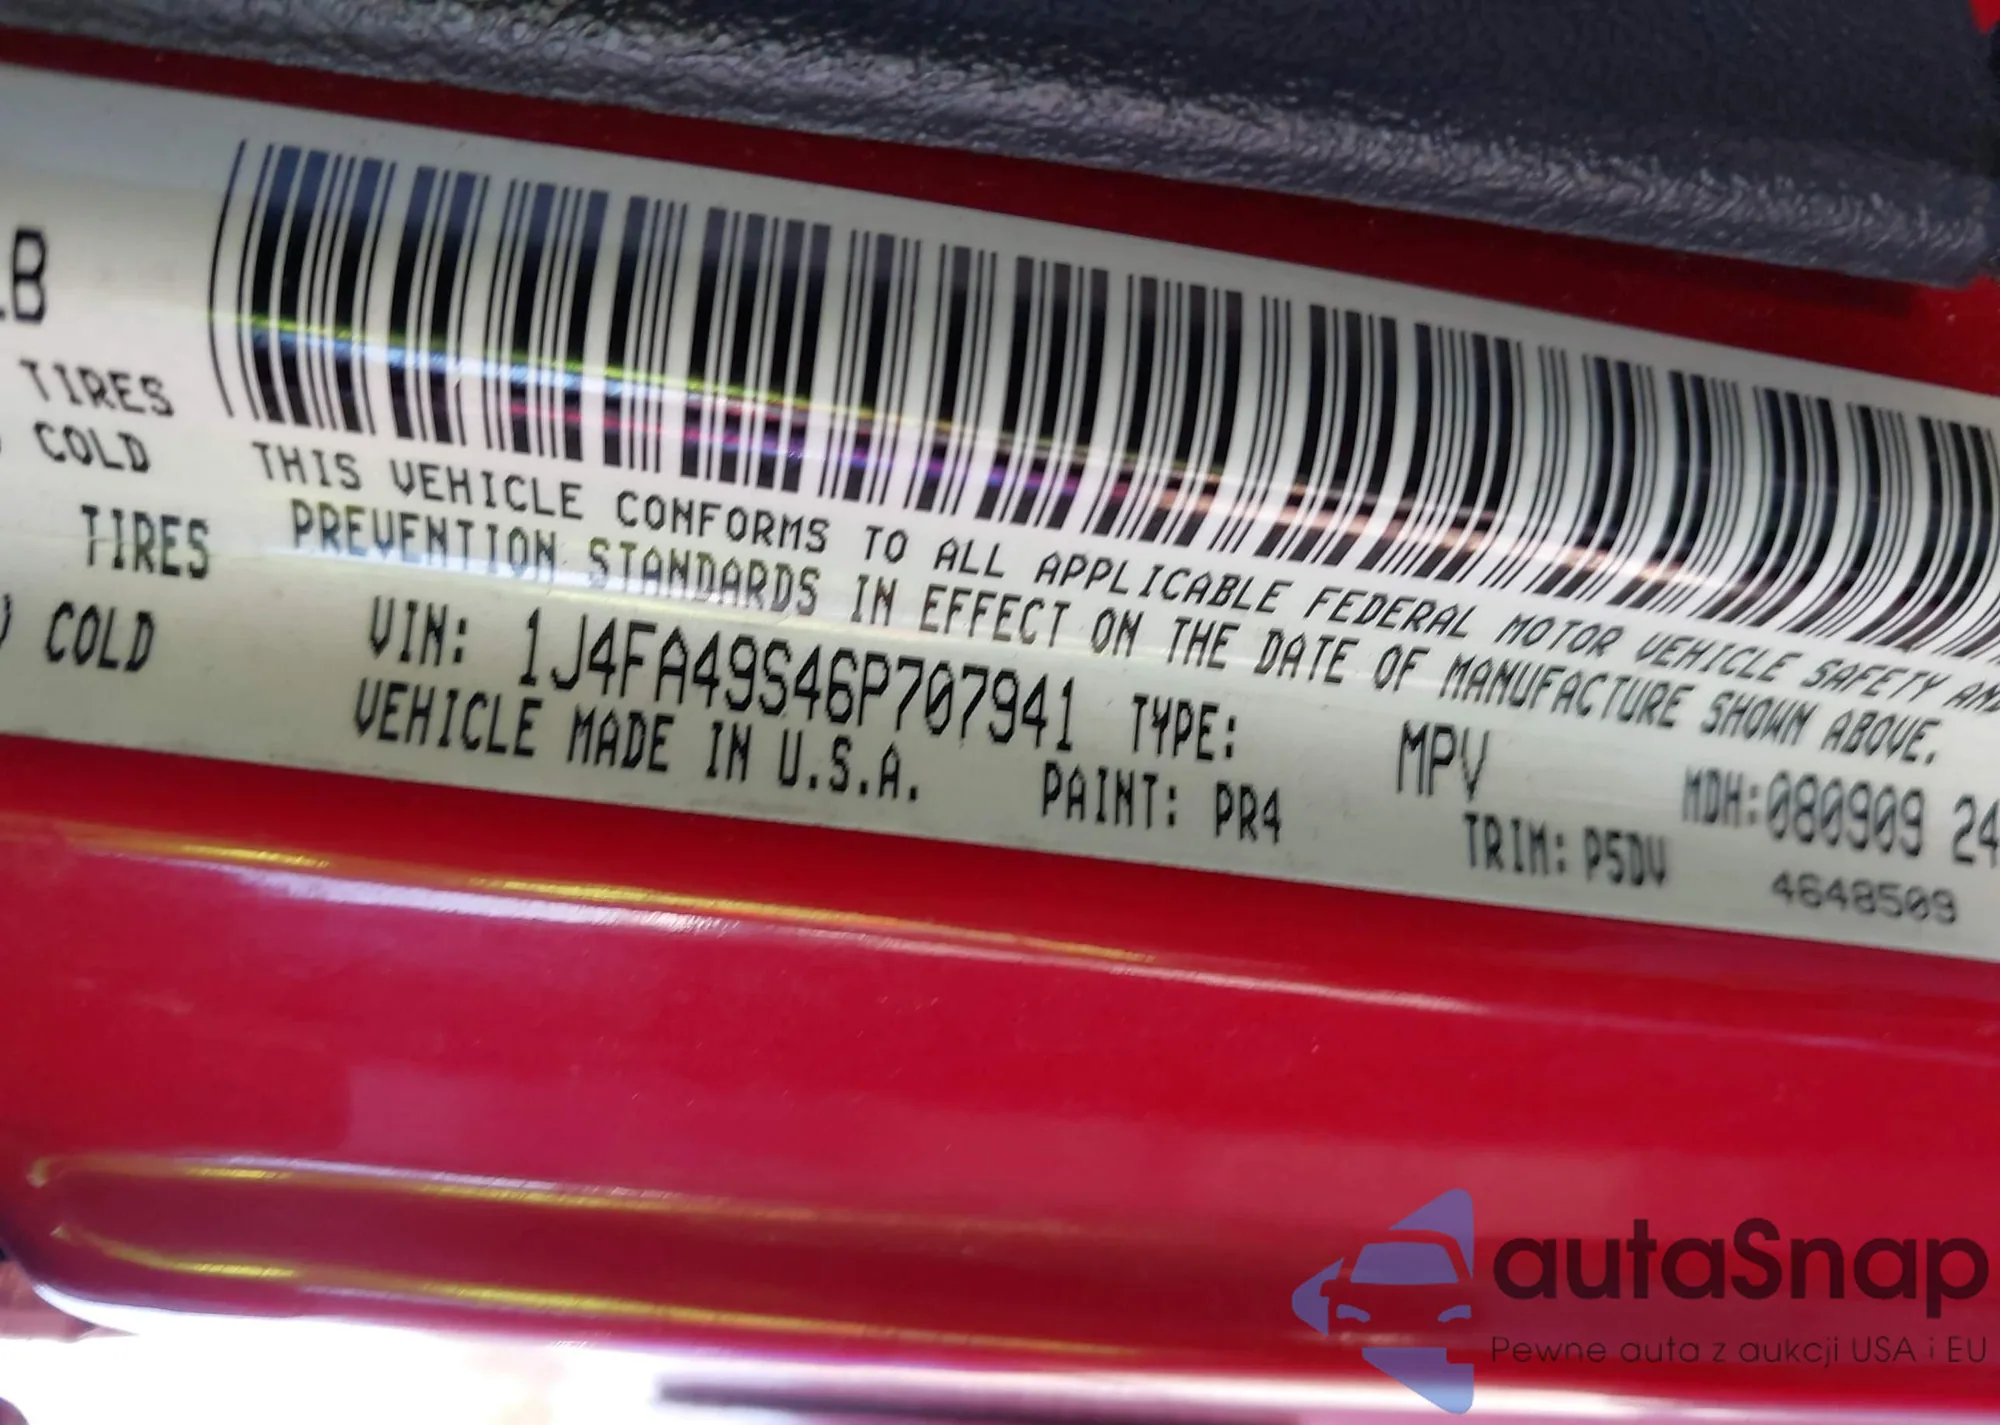 LB
TIRES
COLD
TIRES
COLD
THIS VEHICLE CONFORMS TO ALL APPLICABLE FEDERAL MOTOR VEHICLE SAFETY AND
PREVENTION STANDARDS IN EFFECT ON THE DATE OF MANUFACTURE SHOWN ABOVE.
VIN: 1J4FA49S46P707941 TYPE: MPV MDH:080909 24
VEHICLE MADE IN U.S.A. PAINT: PR4 TRIM: P5DV
4648509
autaSnap
Pewne auta z aukcji USA i EU